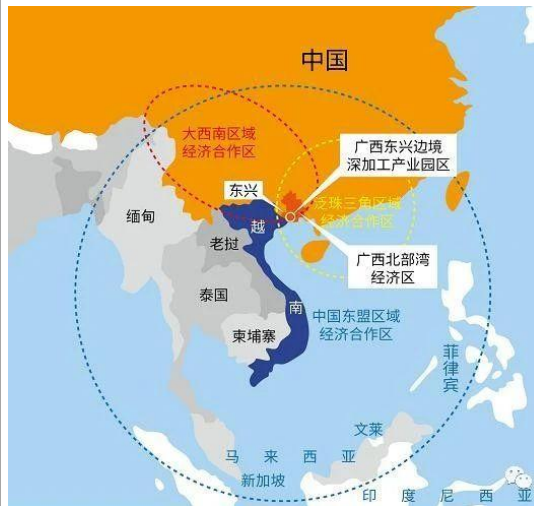 中国
大西南区域
经济合作区
广西东兴边境
深加工产业园区
东兴
泛珠三角区域
经济合作区
缅甸
越
老挝
广西北部湾
经济区
泰国
南
中国东盟区域
经济合作区
柬埔寨
菲律宾
文莱
马来西亚
新加坡
印度尼西亚